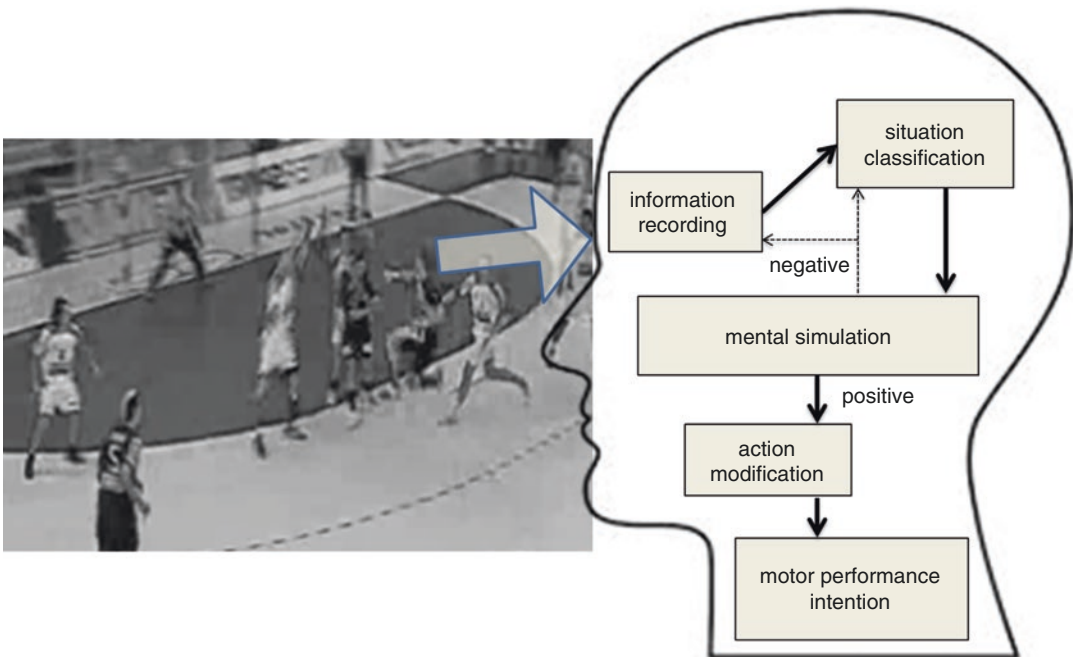 situation
classification
information
recording
negative
mental simulation
positive
action
modification
motor performance
intention